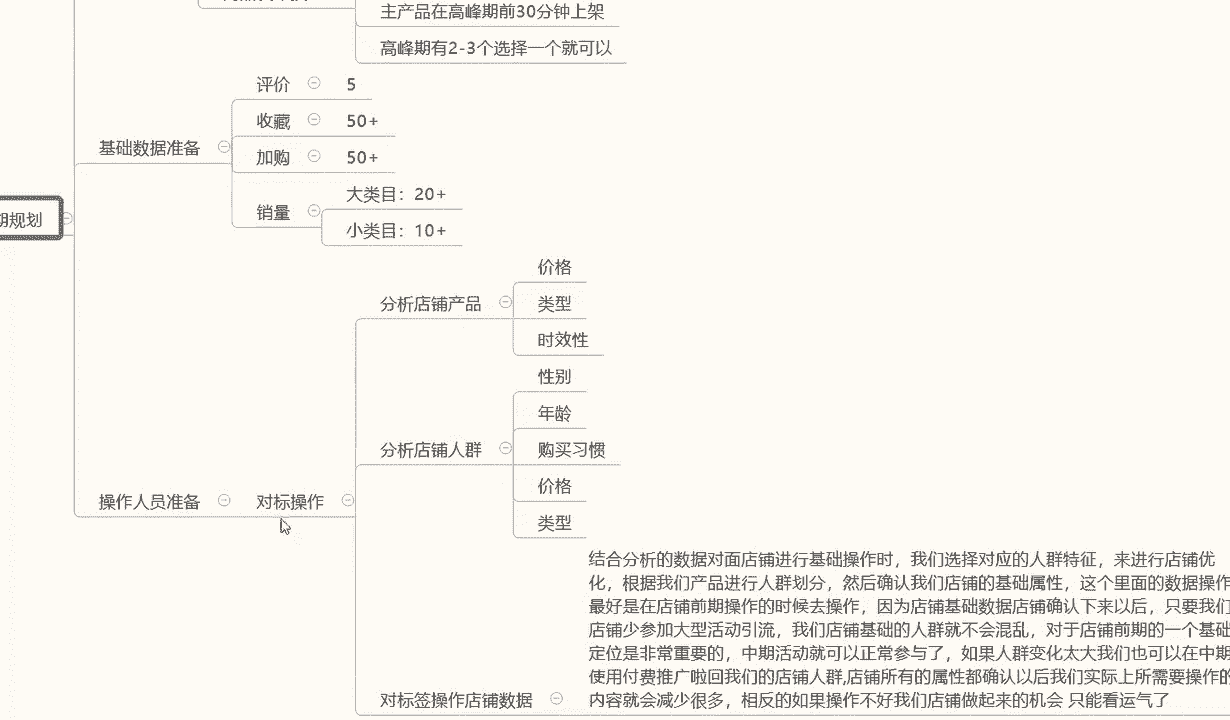 主产品在高峰期前30分钟上架
高峰期有2-3个选择一个就可以
评价 5
收藏 50+
基础数据准备
加购 50+
大类目：20+
销量
期规划
小类目：10+
价格
分析店铺产品 类型
时效性
性别
年龄
分析店铺人群 购买习惯
价格
操作人员准备 对标操作
类型
结合分析的数据对面店铺进行基础操作时，我们选择对应的人群特征，来进行店铺优
化，根据我们产品进行人群划分，然后确认我们店铺的基础属性，这个里面的数据操作
最好是在店铺前期操作的时候去操作，因为店铺基础数据店铺确认下来以后，只要我们
店铺少参加大型活动引流，我们店铺基础的人群就不会混乱，对于店铺前期的一个基础
定位是非常重要的，中期活动就可以正常参与了，如果人群变化太大我们也可以在中期
使用付费推广啦回我们的店铺人群,店铺所有的属性都确认以后我们实际上所需要操作的
对标签操作店铺数据 内容就会减少很多，相反的如果操作不好我们店铺做起来的机会 只能看运气了